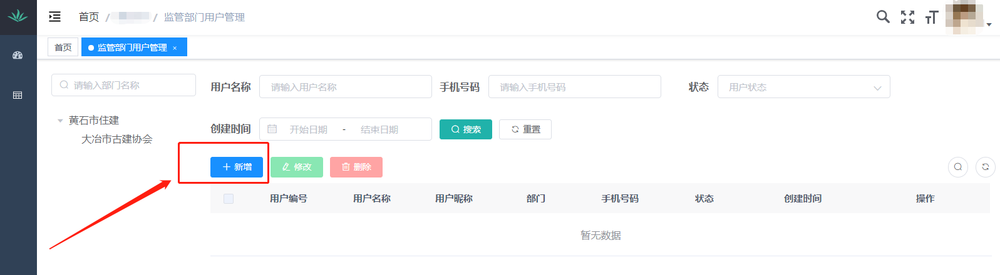 首页 / / 监管部门用户管理
首页 监管部门用户管理 ×
请输入部门名称
用户名称 请输入用户名称 手机号码 请输入手机号码 状态 用户状态
黄石市住建
大冶市古建协会
创建时间 开始日期 - 结束日期 搜索 重置
新增 修改 删除
用户编号 用户名称 用户昵称 部门 手机号码 状态 创建时间 操作
暂无数据